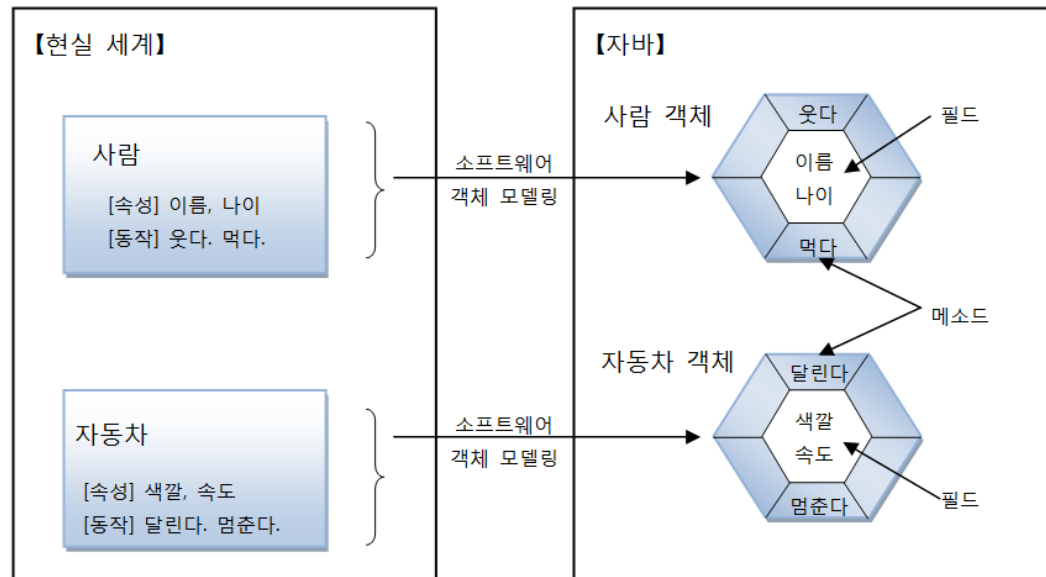 【현실 세계】
사람
[속성] 이름, 나이
[동작] 웃다. 먹다.
자동차
[속성] 색깔, 속도
[동작] 달린다. 멈춘다.
소프트웨어
객체 모델링
소프트웨어
객체 모델링
【자바】
사람 객체
웃다
이름
나이
먹다
필드
메소드
자동차 객체
달린다
색깔
속도
멈춘다
필드